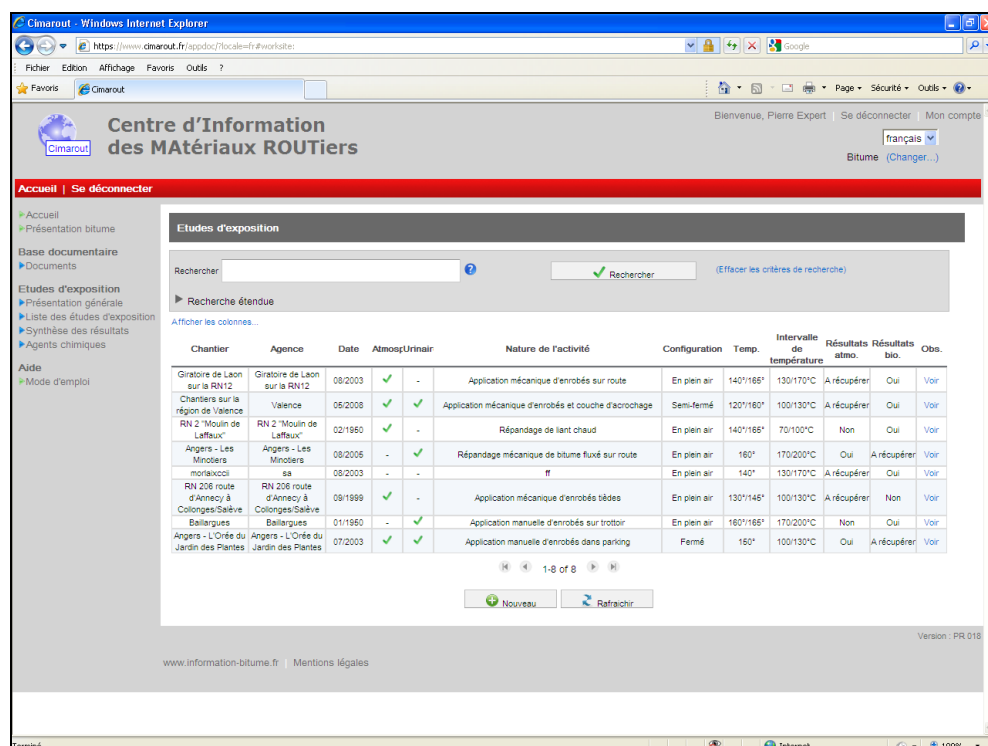 Cimarout - Windows Internet Explorer
https://www.cimarout.fr/appdoc/?locale=fr#worksite:
Google
Fichier Edition Affichage Favoris Outils ?
Favoris Cimarout Page Sécurité Outils
Bienvenue, Pierre Expert | Se déconnecter | Mon compte
Centre d'Information
des MAtériaux ROUTiers
Cimarout
français
Bitume (Changer...)
Accueil | Se déconnecter
Accueil
Présentation bitume
Base documentaire
Documents
Etudes d'exposition
Présentation générale
Liste des études d'exposition
Synthèse des résultats
Agents chimiques
Aide
Mode d'emploi
Etudes d'exposition
Rechercher
Rechercher
(Effacer les critères de recherche)
Recherche étendue
Afficher les colonnes...
Chantier Agence Date Atmosp Urinair Nature de l'activité Configuration Temp. Intervalle de température Résultats atmo. Résultats bio. Obs.
Giratoire de Laon sur la RN12 Giratoire de Laon sur la RN12 08/2003 - Application mécanique d'enrobés sur route En plein air 140°/165° 130/170°C A récupérer Oui Voir
Chantiers sur la région de Valence Valence 05/2008 Application mécanique d'enrobés et couche d'acrochage Semi-fermé 120°/160° 100/130°C A récupérer Oui Voir
RN 2 "Moulin de Laffaux" RN 2 "Moulin de Laffaux" 02/1950 - Répandage de liant chaud En plein air 140°/165° 70/100°C Non Oui Voir
Angers - Les Minotiers Angers - Les Minotiers 08/2005 - Répandage mécanique de bitume fluxé sur route En plein air 160° 170/200°C Oui A récupérer Voir
morlaixccii sa 08/2003 - - ff En plein air 140° 130/170°C A récupérer Oui Voir
RN 206 route d'Annecy à Collonges/Salève RN 206 route d'Annecy à Collonges/Salève 09/1999 - Application mécanique d'enrobés tièdes En plein air 130°/145° 100/130°C A récupérer Non Voir
Baillargues Baillargues 01/1950 - Application manuelle d'enrobés sur trottoir En plein air 160°/165° 170/200°C Non Oui Voir
Angers - L'Orée du Jardin des Plantes Angers - L'Orée du Jardin des Plantes 07/2003 Application manuelle d'enrobés dans parking Fermé 150° 100/130°C Oui A récupérer Voir
1-8 of 8
Nouveau Rafraichir
Version : PR 018
www.information-bitume.fr | Mentions légales
Terminé Internet 100%